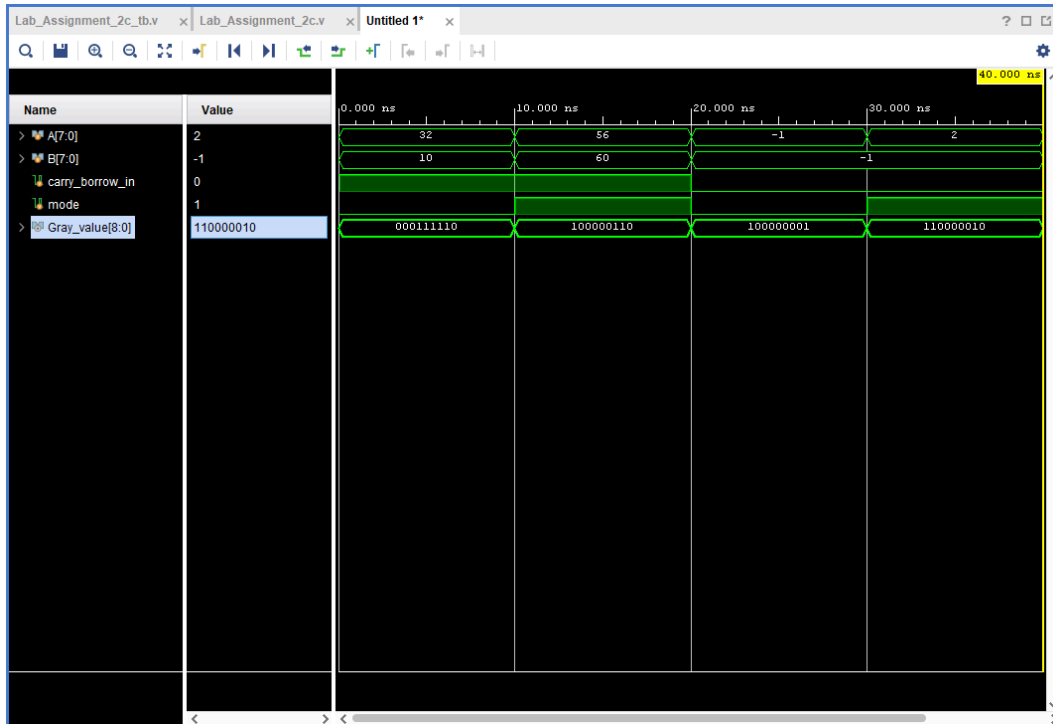 Lab_Assignment_2c_tb.v × Lab_Assignment_2c.v × Untitled 1* × ?
40.000 ns
Name Value 0.000 ns 10.000 ns 20.000 ns 30.000 ns
> A[7:0] 2 32 56 -1 2
> B[7:0] -1 10 60 -1
carry_borrow_in 0
mode 1
> Gray_value[8:0] 110000010 000111110 100000110 100000001 110000010